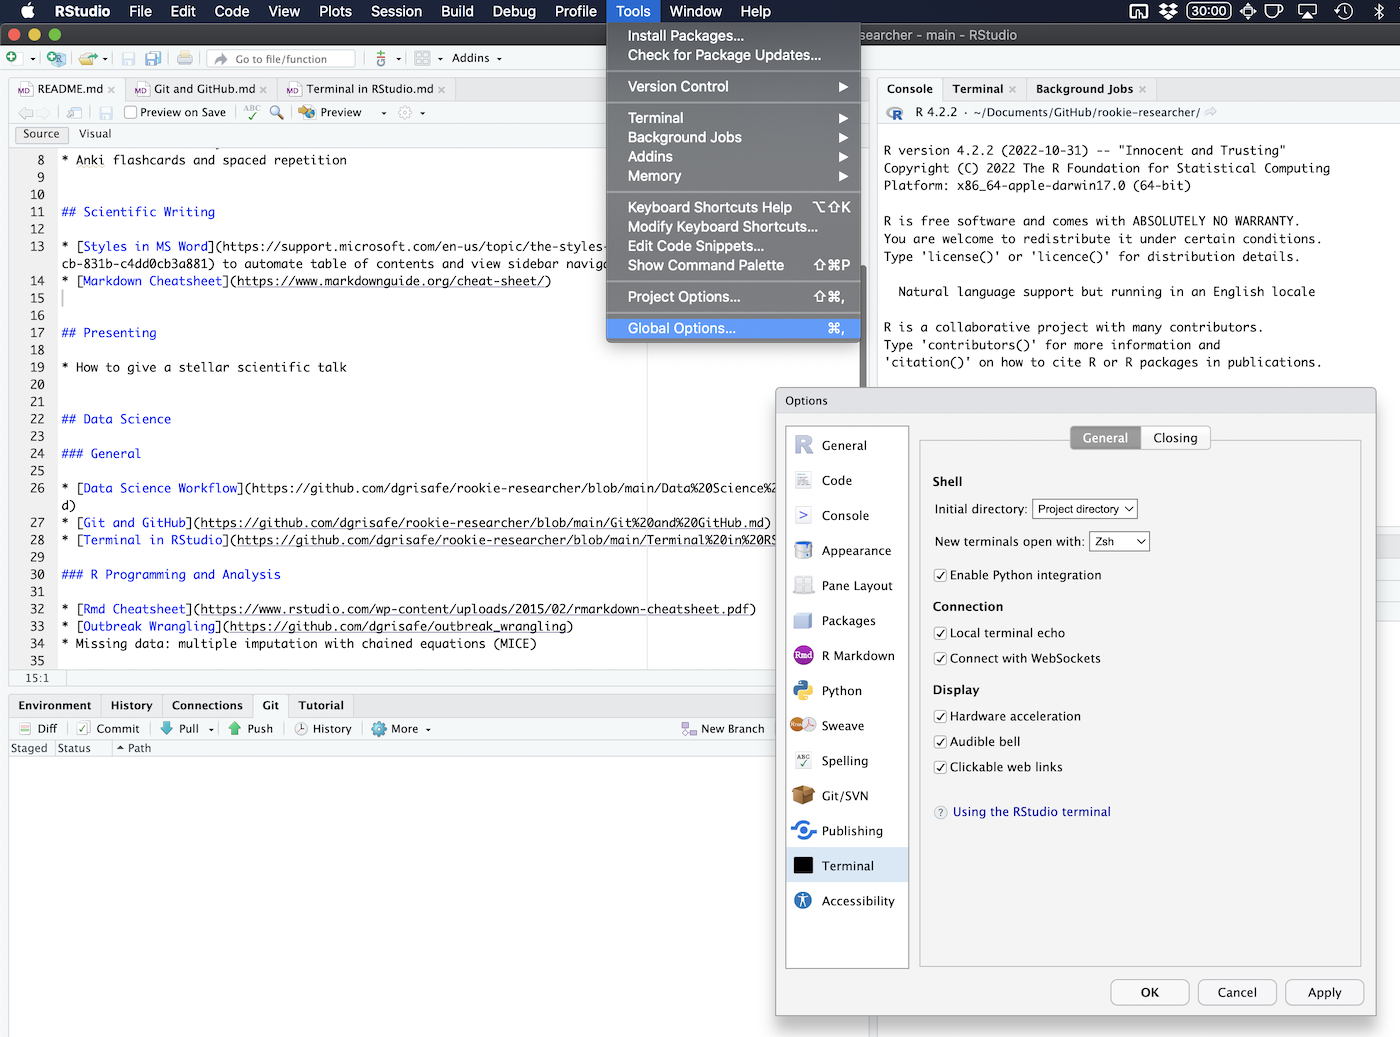 RStudio File Edit Code View Plots Session Build Debug Profile Tools Window Help 30:00
searcher - main - RStudio
Install Packages...
Check for Package Updates...
Version Control
Terminal
Background Jobs
Addins
Memory
Keyboard Shortcuts Help ⌥⇧K
Modify Keyboard Shortcuts...
Edit Code Snippets...
Show Command Palette ⇧⌘P
Project Options... ⇧⌘,
Global Options... ⌘,
Go to file/function Addins
README.md Git and GitHub.md Terminal in RStudio.md
Preview on Save ABC Preview
Source Visual
8 * Anki flashcards and spaced repetition
9
10
11 ## Scientific Writing
12
13 * [Styles in MS Word](https://support.microsoft.com/en-us/topic/the-styles-
cb-831b-c4dd0cb3a881) to automate table of contents and view sidebar naviga
14 * [Markdown Cheatsheet](https://www.markdownguide.org/cheat-sheet/)
15
16
17 ## Presenting
18
19 * How to give a stellar scientific talk
20
21
22 ## Data Science
23
24 ### General
25
26 * [Data Science Workflow](https://github.com/dgrisafe/rookie-researcher/blob/main/Data%20Science%2
d)
27 * [Git and GitHub](https://github.com/dgrisafe/rookie-researcher/blob/main/Git%20and%20GitHub.md)
28 * [Terminal in RStudio](https://github.com/dgrisafe/rookie-researcher/blob/main/Terminal%20in%20RS
29
30 ### R Programming and Analysis
31
32 * [Rmd Cheatsheet](https://www.rstudio.com/wp-content/uploads/2015/02/rmarkdown-cheatsheet.pdf)
33 * [Outbreak Wrangling](https://github.com/dgrisafe/outbreak_wrangling)
34 * Missing data: multiple imputation with chained equations (MICE)
35
15:1
Environment History Connections Git Tutorial
Diff Commit Pull Push History More New Branch
Staged Status Path
Console Terminal Background Jobs
R 4.2.2 · ~/Documents/GitHub/rookie-researcher/
R version 4.2.2 (2022-10-31) -- "Innocent and Trusting"
Copyright (C) 2022 The R Foundation for Statistical Computing
Platform: x86_64-apple-darwin17.0 (64-bit)
R is free software and comes with ABSOLUTELY NO WARRANTY.
You are welcome to redistribute it under certain conditions.
Type 'license()' or 'licence()' for distribution details.
Natural language support but running in an English locale
R is a collaborative project with many contributors.
Type 'contributors()' for more information and
'citation()' on how to cite R or R packages in publications.
Options
General
Code
Console
Appearance
Pane Layout
Packages
Rmd R Markdown
Python
Sweave
ABC Spelling
Git/SVN
Publishing
Terminal
Accessibility
General Closing
Shell
Initial directory: Project directory
New terminals open with: Zsh
Enable Python integration
Connection
Local terminal echo
Connect with WebSockets
Display
Hardware acceleration
Audible bell
Clickable web links
? Using the RStudio terminal
OK Cancel Apply